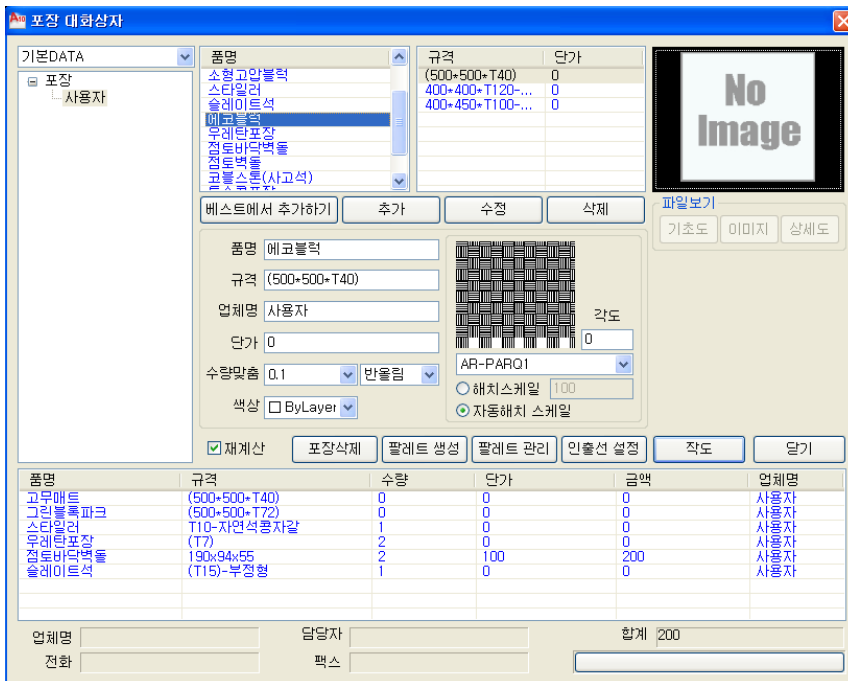 A10 포장 대화상자
기본DATA
포장
사용자
품명
소형고압블럭
스타일러
슬레이트석
에코블럭
우레탄포장
점토바닥벽돌
점토벽돌
코블스톤(사고석)
규격 단가
(500*500*T40) 0
400*400*T120-... 0
400*450*T100-... 0
No
Image
베스트에서 추가하기 추가 수정 삭제
파일보기
기초도 이미지 상세도
품명 에코블럭
규격 (500*500*T40)
업체명 사용자
단가 0
수량맞춤 0.1 반올림
색상 ByLayer
각도
0
AR-PARQ1
해치스케일 100
자동해치 스케일
재계산 포장삭제 팔레트 생성 팔레트 관리 인출선 설정 작도 닫기
품명 규격 수량 단가 금액 업체명
고무매트 (500*500*T40) 0 0 0 사용자
그린블록파크 (500*500*T72) 0 0 0 사용자
스타일러 T10-자연석콩자갈 1 0 0 사용자
우레탄포장 (T7) 2 0 0 사용자
점토바닥벽돌 190x94x55 2 100 200 사용자
슬레이트석 (T15)-부정형 1 0 0 사용자
업체명 담당자 합계 200
전화 팩스